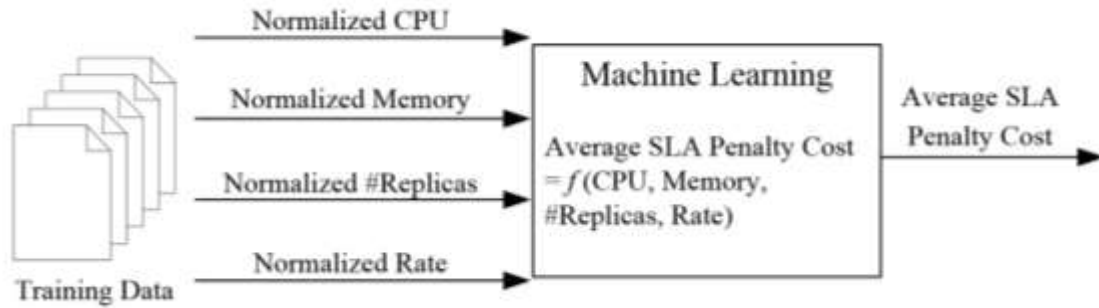 Normalized CPU
Normalized Memory
Normalized #Replicas
Normalized Rate
Training Data
Machine Learning
Average SLA Penalty Cost
= f (CPU, Memory,
#Replicas, Rate)
Average SLA
Penalty Cost